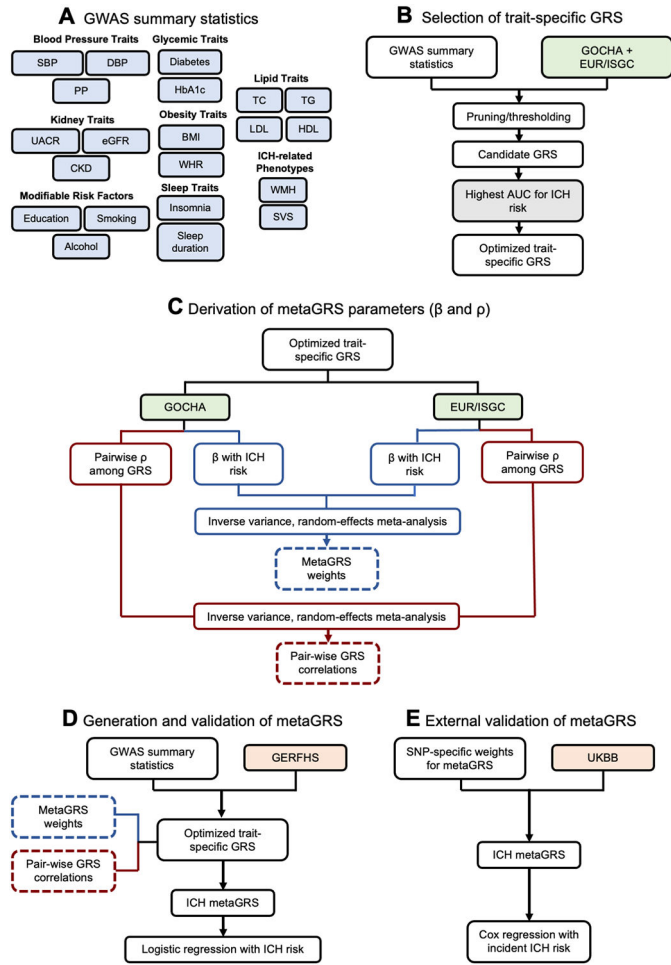 A GWAS summary statistics
Blood Pressure Traits
SBP
DBP
PP
Glycemic Traits
Diabetes
HbA1c
Lipid Traits
TC
TG
LDL
HDL
Kidney Traits
UACR
eGFR
CKD
Obesity Traits
BMI
WHR
ICH-related
Phenotypes
WMH
SVS
Modifiable Risk Factors
Education
Smoking
Alcohol
Sleep Traits
Insomnia
Sleep
duration
B Selection of trait-specific GRS
GWAS summary
statistics
GOCHA +
EUR/ISGC
Pruning/thresholding
Candidate GRS
Highest AUC for ICH
risk
Optimized trait-
specific GRS
C Derivation of metaGRS parameters (β and ρ)
Optimized trait-
specific GRS
GOCHA
EUR/ISGC
Pairwise ρ
among GRS
β with ICH
risk
β with ICH
risk
Pairwise ρ
among GRS
Inverse variance, random-effects meta-analysis
MetaGRS
weights
Inverse variance, random-effects meta-analysis
Pair-wise GRS
correlations
D Generation and validation of metaGRS
GWAS summary
statistics
GERFHS
MetaGRS
weights
Optimized trait-
specific GRS
Pair-wise GRS
correlations
ICH metaGRS
Logistic regression with ICH risk
E External validation of metaGRS
SNP-specific weights
for metaGRS
UKBB
ICH metaGRS
Cox regression with
incident ICH risk